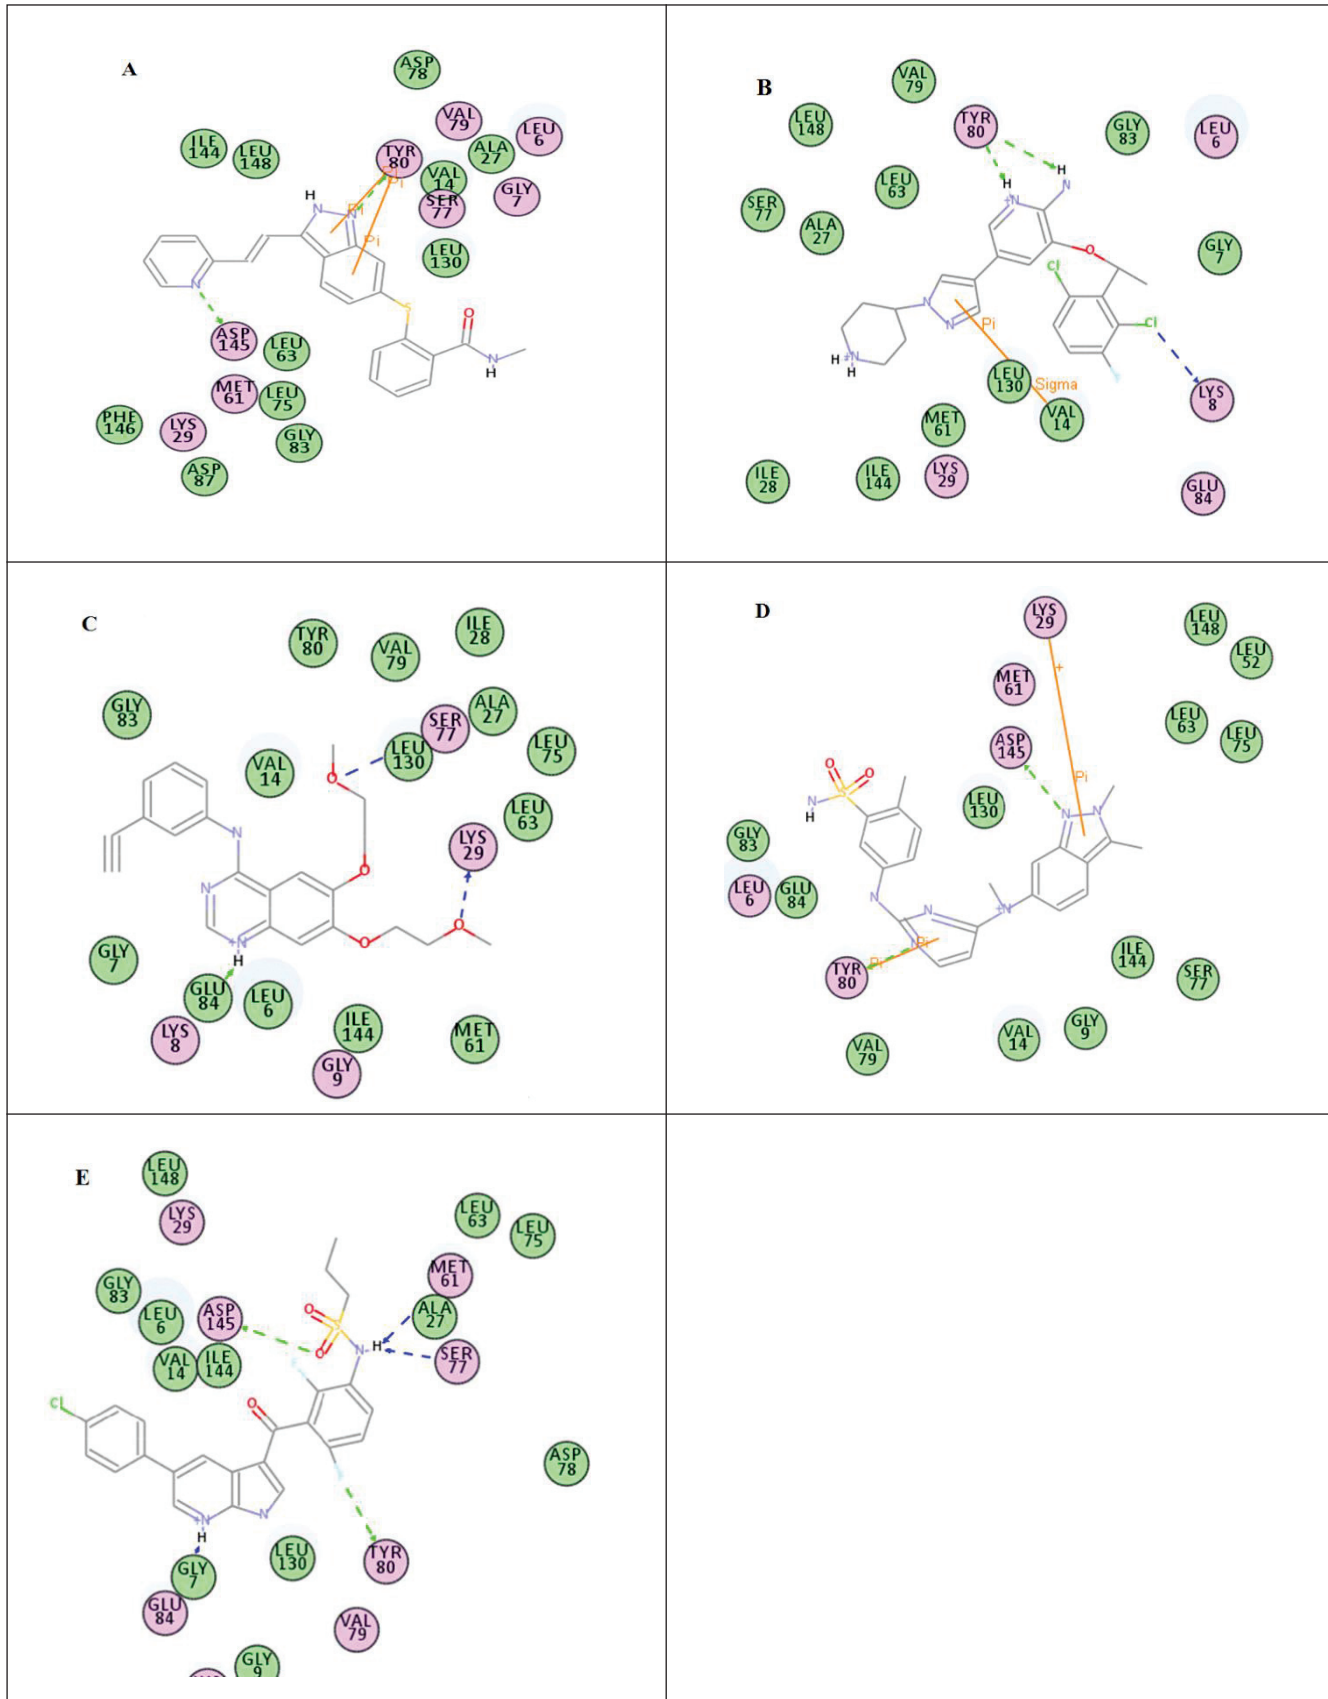 A
ASP
78
VAL
79
LEU
6
TYR
80
ALA
27
ILE
144
LEU
148
VAL
14
SER
77
GLY
7
Pi
Pi
Pi
H
N
N
LEU
130
N
S
O
N
H
ASP
145
LEU
63
MET
61
LEU
75
PHE
146
LYS
29
GLY
83
ASP
87
B
VAL
79
LEU
148
TYR
80
GLY
83
LEU
6
LEU
63
H
H
N
+N
SER
77
ALA
27
O
GLY
7
Cl
N
N
Cl
Pi
N
H
H
LEU
130
Sigma
VAL
14
LYS
8
MET
61
ILE
28
ILE
144
LYS
29
GLU
84
C
TYR
80
VAL
79
ILE
28
GLY
83
SER
77
ALA
27
LEU
130
LEU
75
VAL
14
O
LEU
63
LYS
29
N
O
N
O
O
+N
H
GLY
7
GLU
84
LEU
6
LYS
8
ILE
144
GLY
9
MET
61
D
LYS
29
LEU
148
LEU
52
+
MET
61
LEU
63
LEU
75
ASP
145
O
O
S
N
H
Pi
LEU
130
N
N
GLY
83
LEU
6
GLU
84
N
N
+N
N
Pi
Pi
TYR
80
ILE
144
SER
77
VAL
79
VAL
14
GLY
9
E
LEU
148
LYS
29
LEU
63
LEU
75
MET
61
GLY
83
LEU
6
ASP
145
ALA
27
O
S
O
N
H
SER
77
VAL
14
ILE
144
Cl
O
ASP
78
+N
N
H
GLY
7
LEU
130
TYR
80
GLU
84
VAL
79
GLY
9